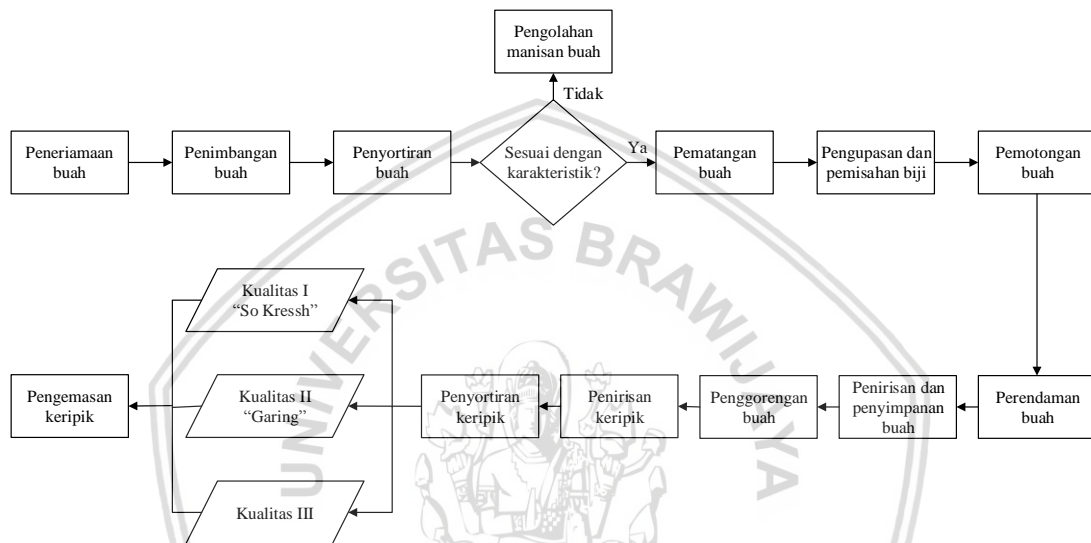 Pengolahan
manisan buah
Tidak
Peneriamaan
buah
Penimbangan
buah
Penyortiran
buah
Sesuai dengan
karakteristik?
Ya
Pematangan
buah
Pengupasan dan
pemisahan biji
Pemotongan
buah
Kualitas I
“So Kressh”
Pengemasan
keripik
Kualitas II
“Garing”
Penyortiran
keripik
Penirisan
keripik
Penggorengan
buah
Penirisan dan
penyimpanan
buah
Perendaman
buah
Kualitas III
UNIVERSITAS BRAWIJAYA